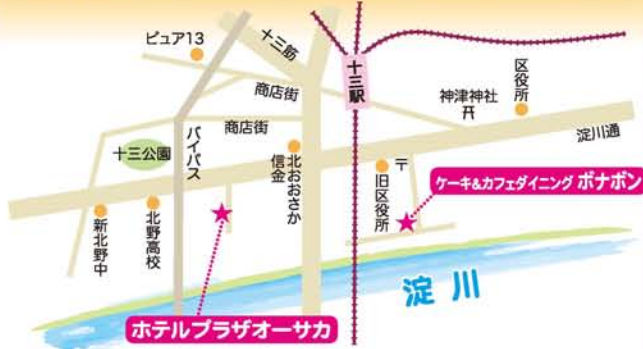 ピュア13
十三筋
商店街
十三駅
区役所
神津神社
商店街
バイパス
十三公園
淀川通
北おおさか
信金
〒
旧区役所
ケーキ&カフェダイニング ボナボン
北野高校
新北野中
淀川
ホテルプラザオーサカ